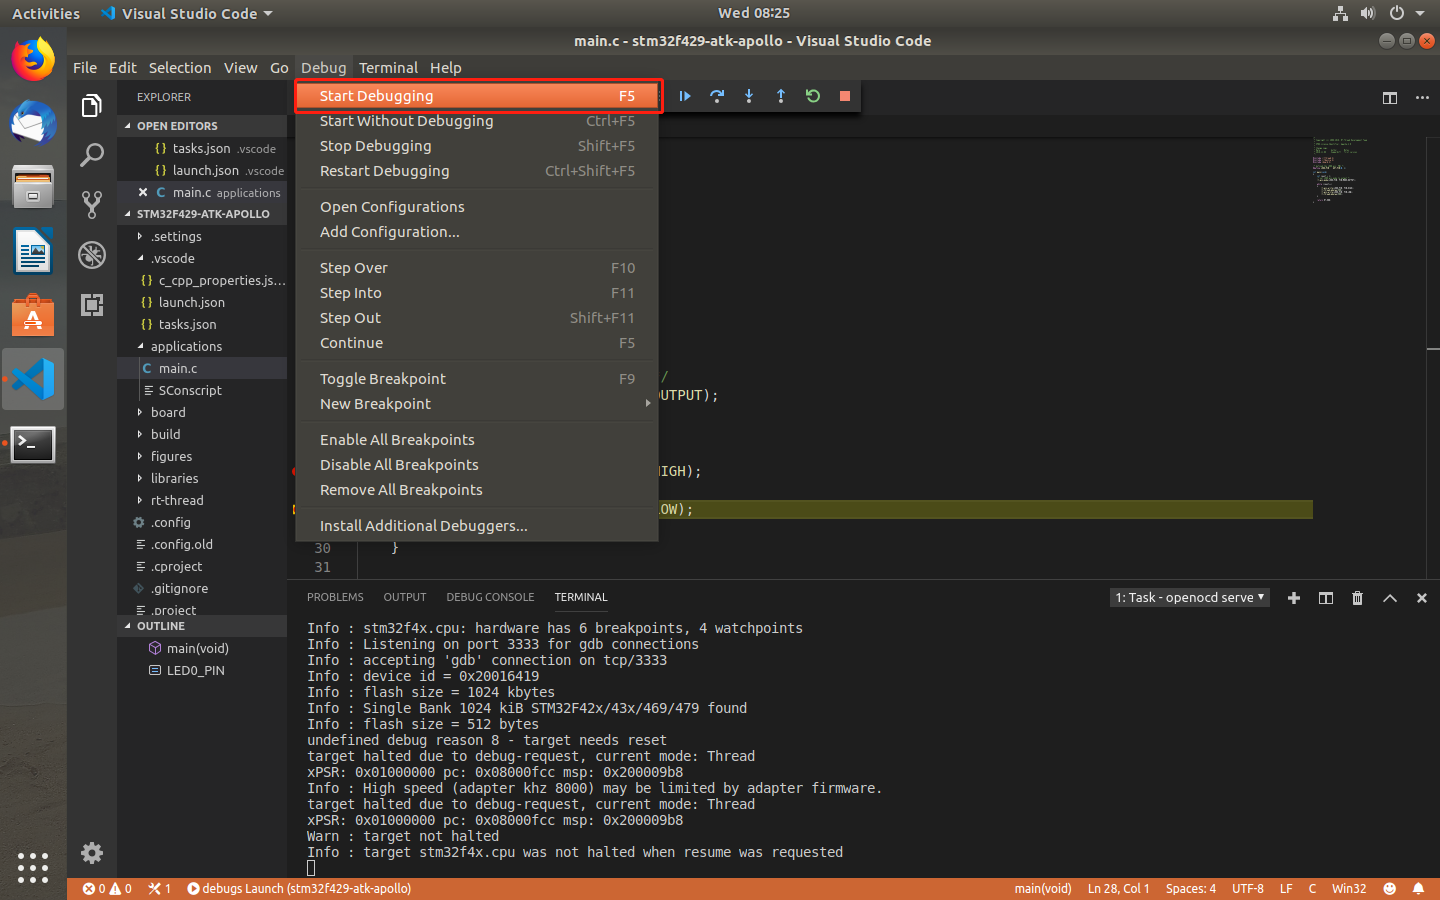 Activities
Visual Studio Code
Wed 08:25
main.c - stm32f429-atk-apollo - Visual Studio Code
File Edit Selection View Go Debug Terminal Help
EXPLORER
OPEN EDITORS
{} tasks.json .vscode
{} launch.json .vscode
C main.c applications
STM32F429-ATK-APOLLO
.settings
.vscode
{} c_cpp_properties.js...
{} launch.json
{} tasks.json
applications
C main.c
SConscript
board
build
figures
libraries
rt-thread
.config
.config.old
.cproject
.gitignore
.project
OUTLINE
main(void)
LED0_PIN
Start Debugging F5
Start Without Debugging Ctrl+F5
Stop Debugging Shift+F5
Restart Debugging Ctrl+Shift+F5
Open Configurations
Add Configuration...
Step Over F10
Step Into F11
Step Out Shift+F11
Continue F5
Toggle Breakpoint F9
New Breakpoint
Enable All Breakpoints
Disable All Breakpoints
Remove All Breakpoints
Install Additional Debuggers...
/
UTPUT);
IGH);
OW);
30 }
31
PROBLEMS OUTPUT DEBUG CONSOLE TERMINAL
1: Task - openocd serve
Info : stm32f4x.cpu: hardware has 6 breakpoints, 4 watchpoints
Info : Listening on port 3333 for gdb connections
Info : accepting 'gdb' connection on tcp/3333
Info : device id = 0x20016419
Info : flash size = 1024 kbytes
Info : Single Bank 1024 kiB STM32F42x/43x/469/479 found
Info : flash size = 512 bytes
undefined debug reason 8 - target needs reset
target halted due to debug-request, current mode: Thread
xPSR: 0x01000000 pc: 0x08000fcc msp: 0x200009b8
Info : High speed (adapter khz 8000) may be limited by adapter firmware.
target halted due to debug-request, current mode: Thread
xPSR: 0x01000000 pc: 0x08000fcc msp: 0x200009b8
Warn : target not halted
Info : target stm32f4x.cpu was not halted when resume was requested
0 0 1 debugs Launch (stm32f429-atk-apollo)
main(void) Ln 28, Col 1 Spaces: 4 UTF-8 LF C Win32